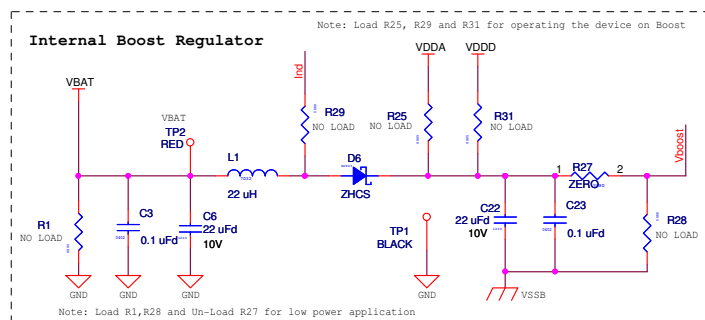 Note: Load R25, R29 and R31 for operating the device on Boost
Internal Boost Regulator
VDDA
VDDD
VBAT
Ind
R29
NO LOAD
R25
NO LOAD
R31
NO LOAD
Vboost
VBAT
TP2
RED
L1
22 uH
D6
ZHCS
1
R27
2
ZERO
R1
NO LOAD
C3
0.1 uFd
C6
22 uFd
10V
TP1
BLACK
C22
22 uFd
10V
C23
0.1 uFd
R28
NO LOAD
GND
GND
GND
GND
VSSB
Note: Load R1,R28 and Un-Load R27 for low power application